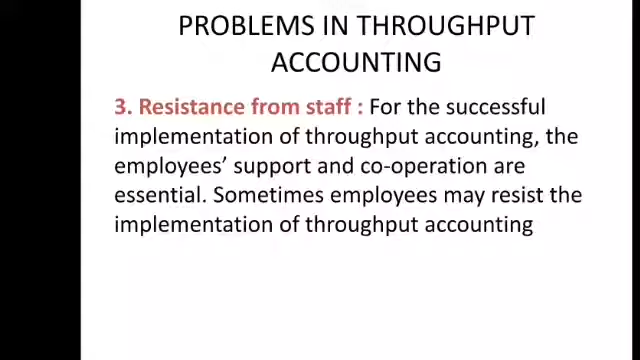 PROBLEMS IN THROUGHPUT
ACCOUNTING
3. Resistance from staff : For the successful
implementation of throughput accounting, the
employees’ support and co-operation are
essential. Sometimes employees may resist the
implementation of throughput accounting